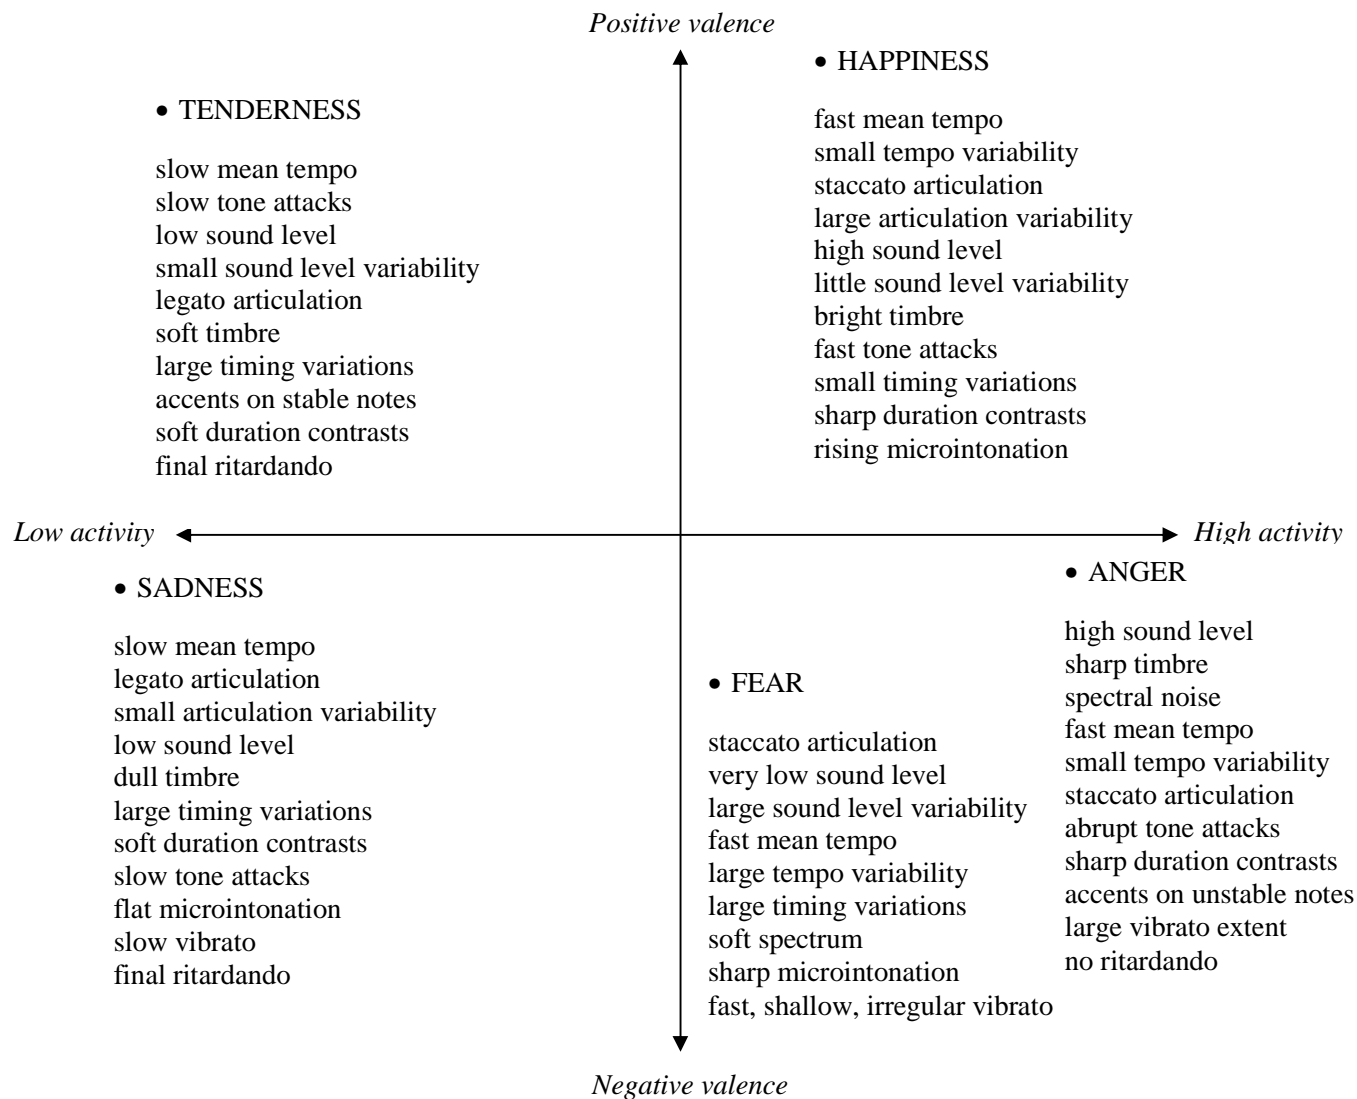 Positive valence
• HAPPINESS
fast mean tempo
small tempo variability
staccato articulation
large articulation variability
high sound level
little sound level variability
bright timbre
fast tone attacks
small timing variations
sharp duration contrasts
rising microintonation
• TENDERNESS
slow mean tempo
slow tone attacks
low sound level
small sound level variability
legato articulation
soft timbre
large timing variations
accents on stable notes
soft duration contrasts
final ritardando
Low activity
High activity
• SADNESS
slow mean tempo
legato articulation
small articulation variability
low sound level
dull timbre
large timing variations
soft duration contrasts
slow tone attacks
flat microintonation
slow vibrato
final ritardando
• FEAR
staccato articulation
very low sound level
large sound level variability
fast mean tempo
large tempo variability
large timing variations
soft spectrum
sharp microintonation
fast, shallow, irregular vibrato
• ANGER
high sound level
sharp timbre
spectral noise
fast mean tempo
small tempo variability
staccato articulation
abrupt tone attacks
sharp duration contrasts
accents on unstable notes
large vibrato extent
no ritardando
Negative valence